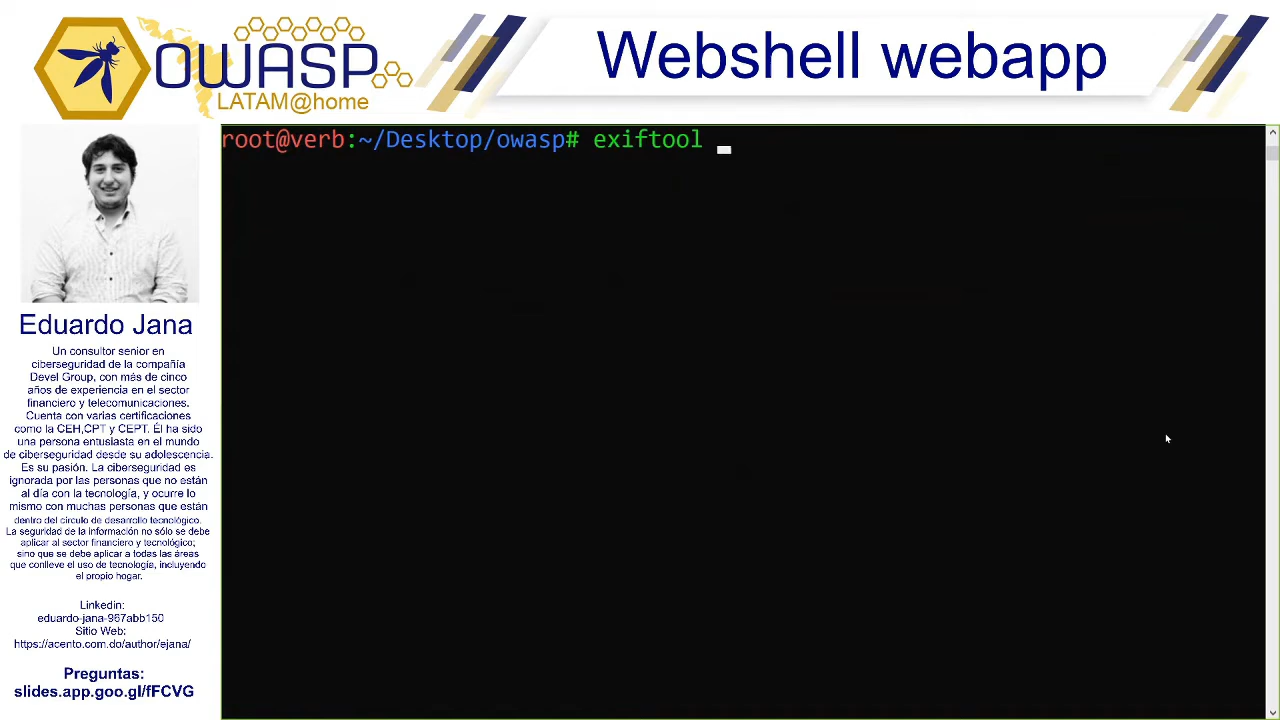 OWASP
LATAM@home
Webshell webapp
root@verb:~/Desktop/owasp# exiftool
Eduardo Jana
Un consultor senior en
ciberseguridad de la compañía
Devel Group, con más de cinco
años de experiencia en el sector
financiero y telecomunicaciones.
Cuenta con varias certificaciones
como la CEH,CPT y CEPT. Él ha sido
una persona entusiasta en el mundo
de ciberseguridad desde su adolescencia.
Es su pasión. La ciberseguridad es
ignorada por las personas que no están
al día con la tecnología, y ocurre lo
mismo con muchas personas que están
dentro del círculo de desarrollo tecnológico.
La seguridad de la información no sólo se debe
aplicar al sector financiero y tecnológico;
sino que se debe aplicar a todas las áreas
que conlleve el uso de tecnología, incluyendo
el propio hogar.
Linkedin:
eduardo-jana-967abb150
Sitio Web:
https://acento.com.do/author/ejana/
Preguntas:
slides.app.goo.gl/fFCVG